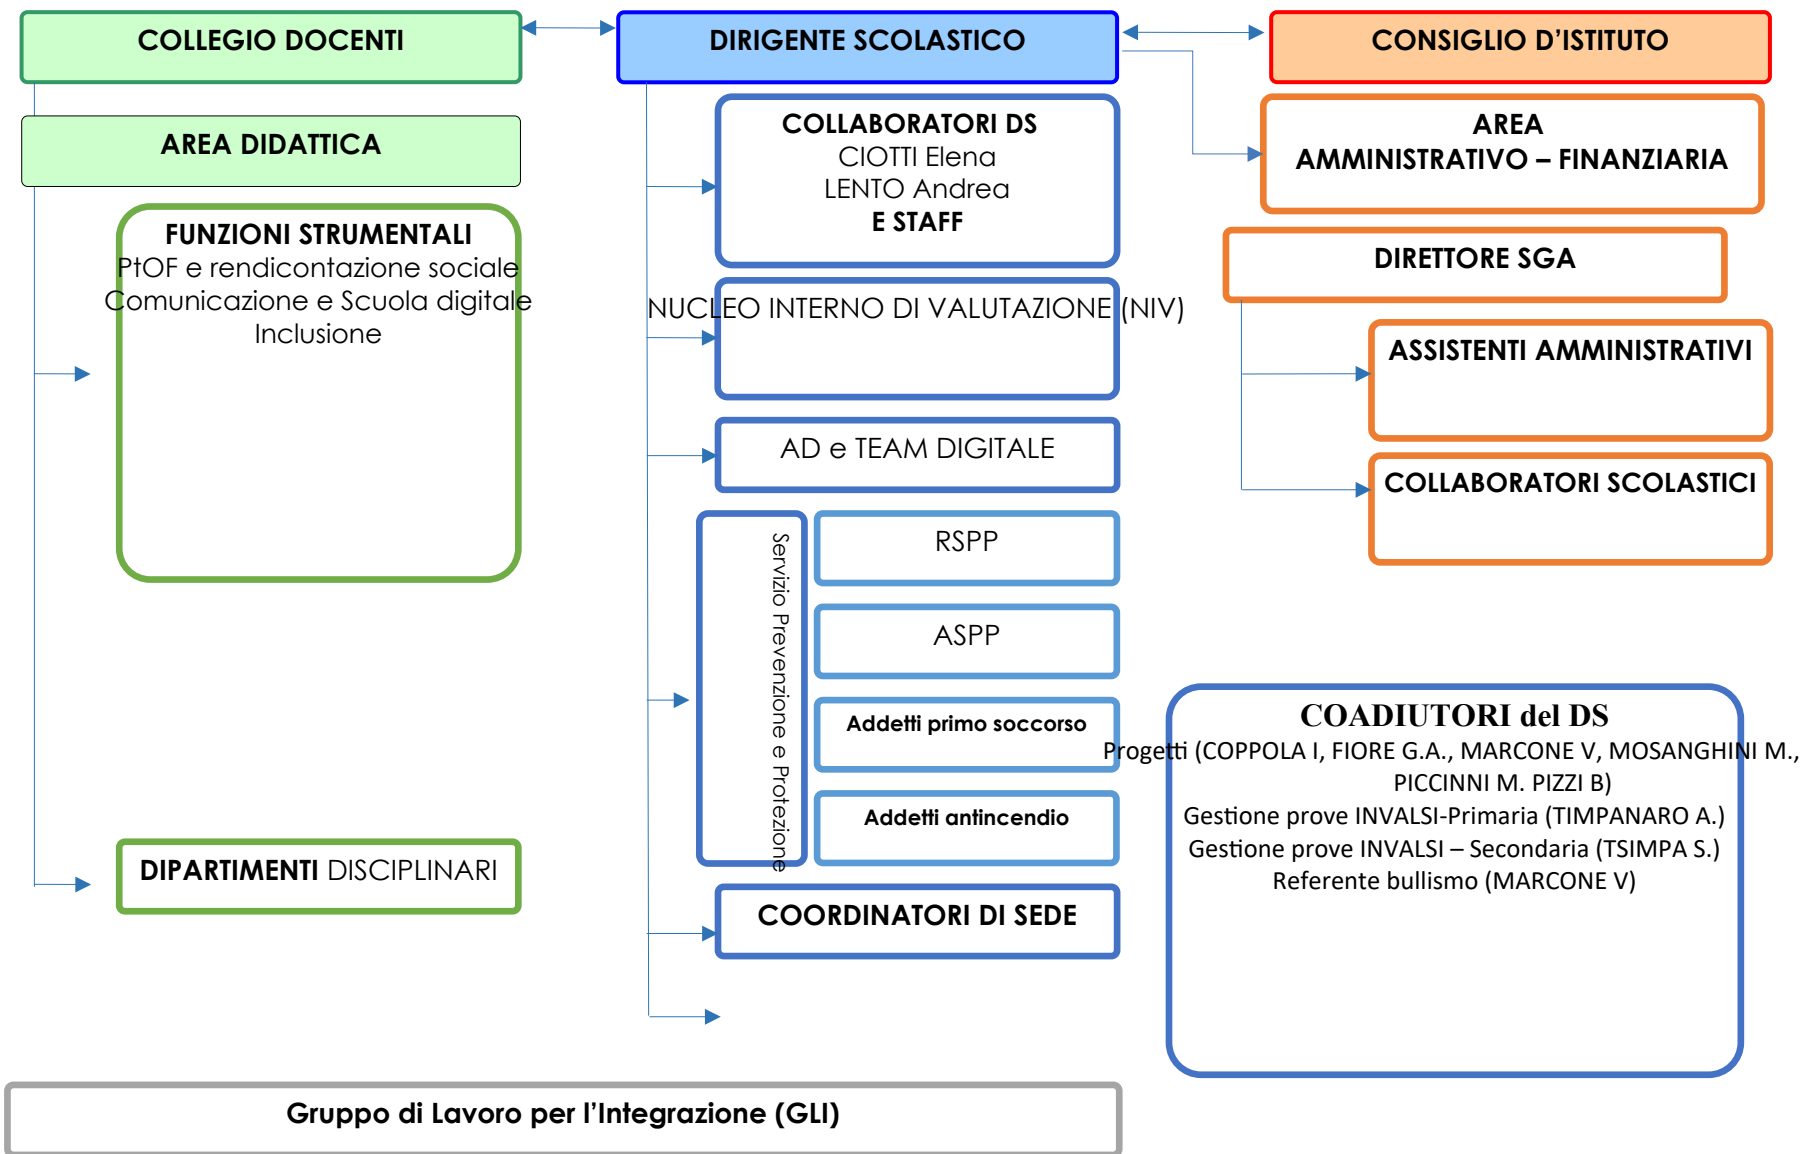 COLLEGIO DOCENTI
DIRIGENTE SCOLASTICO
CONSIGLIO D’ISTITUTO
AREA DIDATTICA
FUNZIONI STRUMENTALI
PtOF e rendicontazione sociale
Comunicazione e Scuola digitale
Inclusione
DIPARTIMENTI DISCIPLINARI
COLLABORATORI DS
CIOTTI Elena
LENTO Andrea
E STAFF
NUCLEO INTERNO DI VALUTAZIONE (NIV)
AD e TEAM DIGITALE
Servizio Prevenzione e Protezione
RSPP
ASPP
Addetti primo soccorso
Addetti antincendio
COORDINATORI DI SEDE
AREA
AMMINISTRATIVO – FINANZIARIA
DIRETTORE SGA
ASSISTENTI AMMINISTRATIVI
COLLABORATORI SCOLASTICI
COADIUTORI del DS
Progetti (COPPOLA I, FIORE G.A., MARCONE V, MOSANGHINI M.,
PICCINNI M. PIZZI B)
Gestione prove INVALSI-Primaria (TIMPANARO A.)
Gestione prove INVALSI – Secondaria (TSIMPA S.)
Referente bullismo (MARCONE V)
Gruppo di Lavoro per l’Integrazione (GLI)